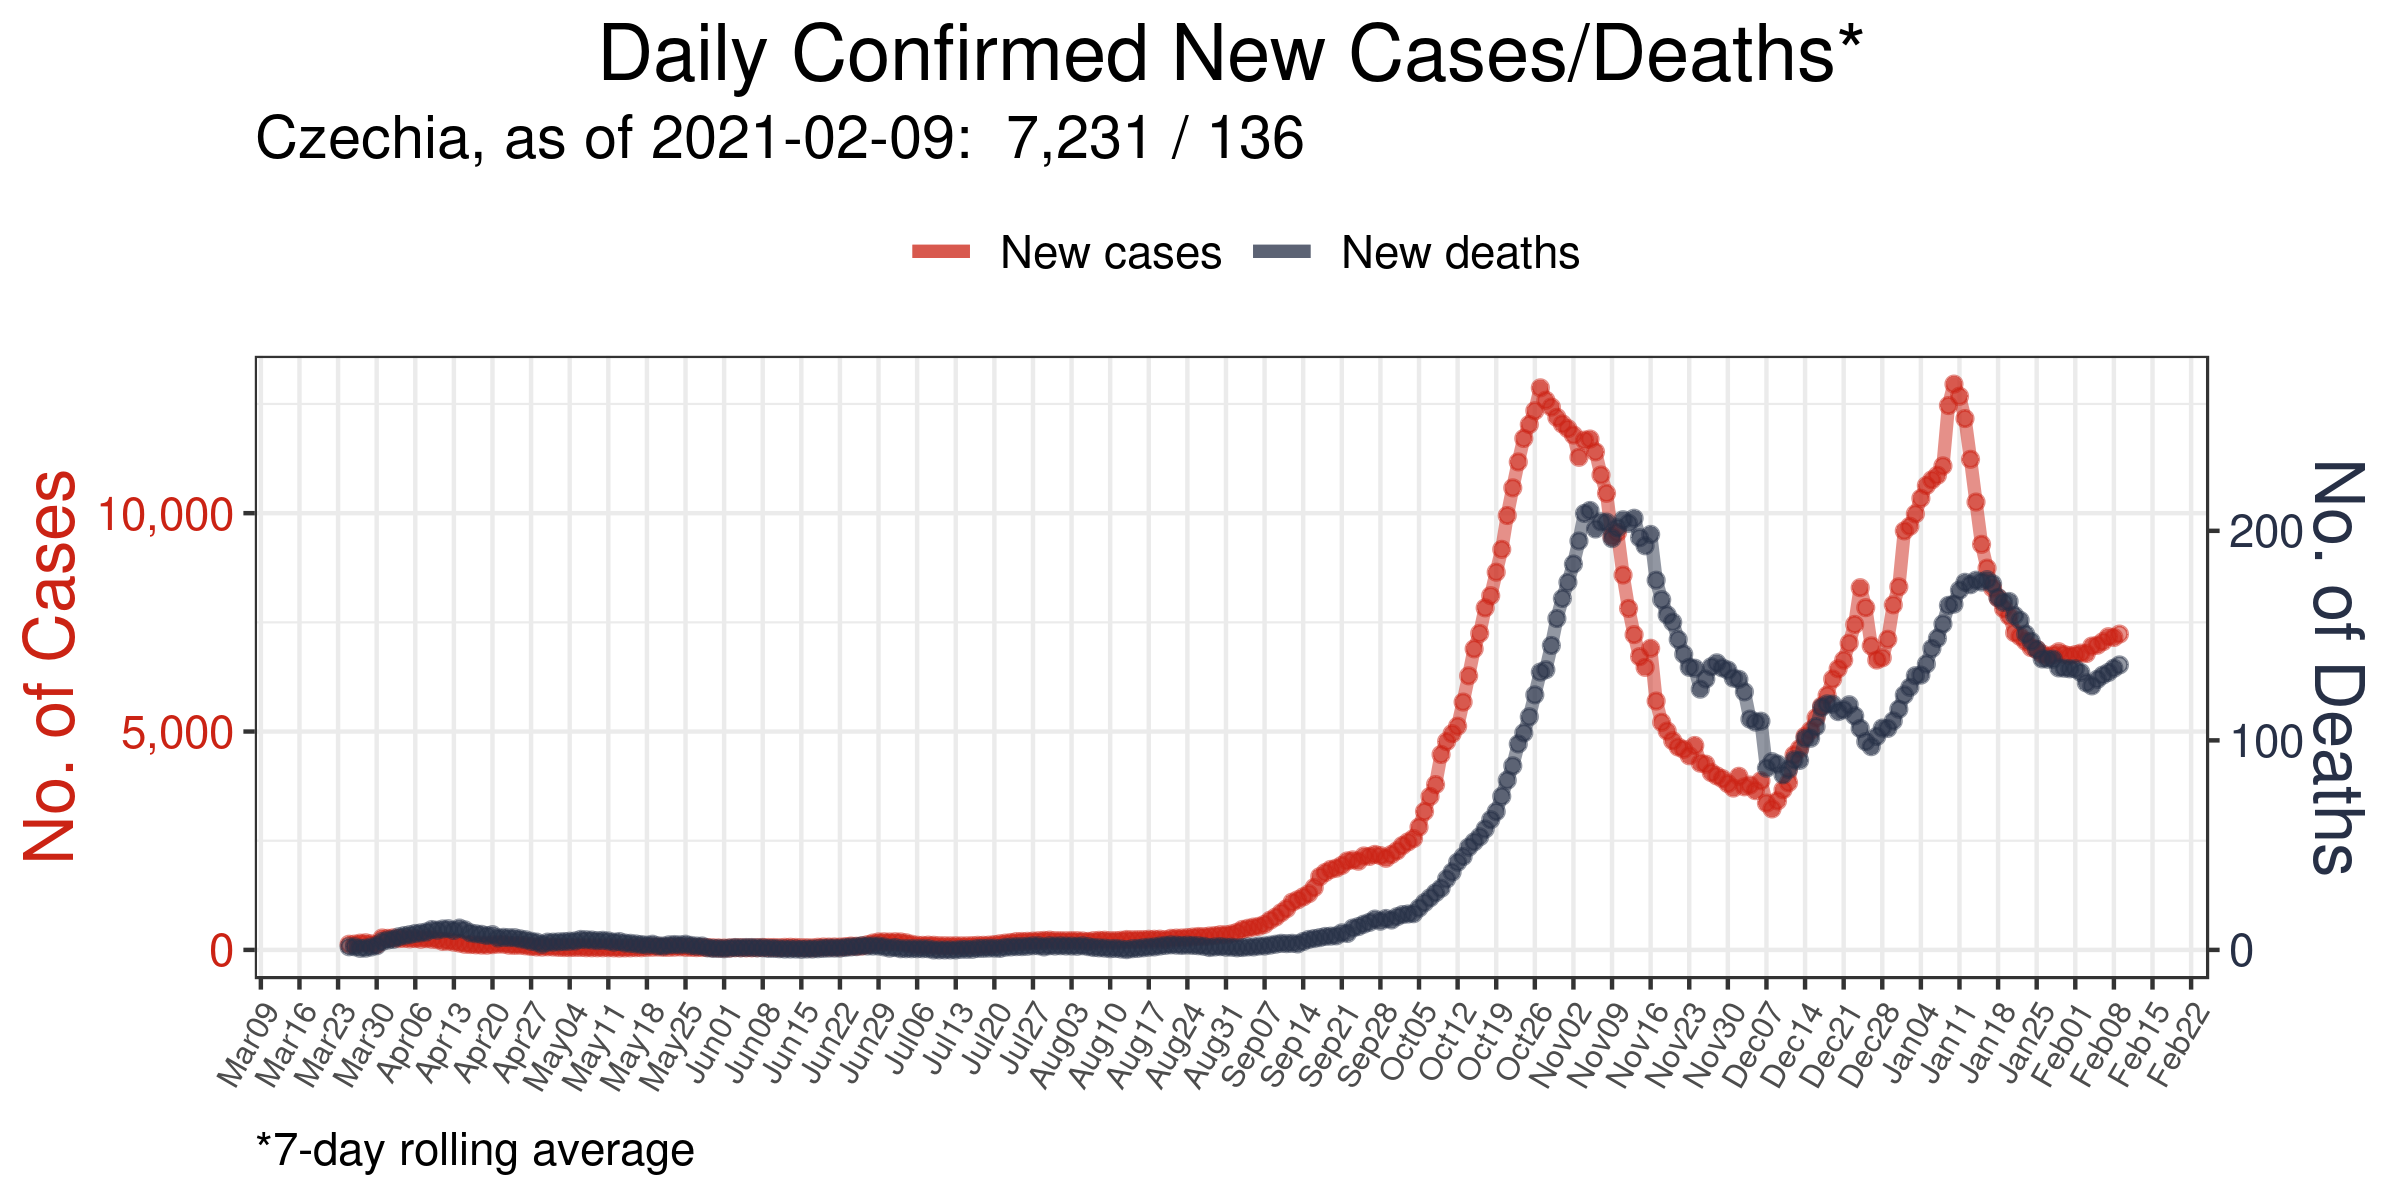 Daily Confirmed New Cases/Deaths*
Czechia, as of 2021-02-09:  7,231 / 136
New cases New deaths
No. of Cases
10,000
5,000
0
200
100
0
No. of Deaths
Mar09 Mar16 Mar23 Mar30 Apr06 Apr13 Apr20 Apr27 May04 May11 May18 May25 Jun01 Jun08 Jun15 Jun22 Jun29 Jul06 Jul13 Jul20 Jul27 Aug03 Aug10 Aug17 Aug24 Aug31 Sep07 Sep14 Sep21 Sep28 Oct05 Oct12 Oct19 Oct26 Nov02 Nov09 Nov16 Nov23 Nov30 Dec07 Dec14 Dec21 Dec28 Jan04 Jan11 Jan18 Jan25 Feb01 Feb08 Feb15 Feb22
*7-day rolling average